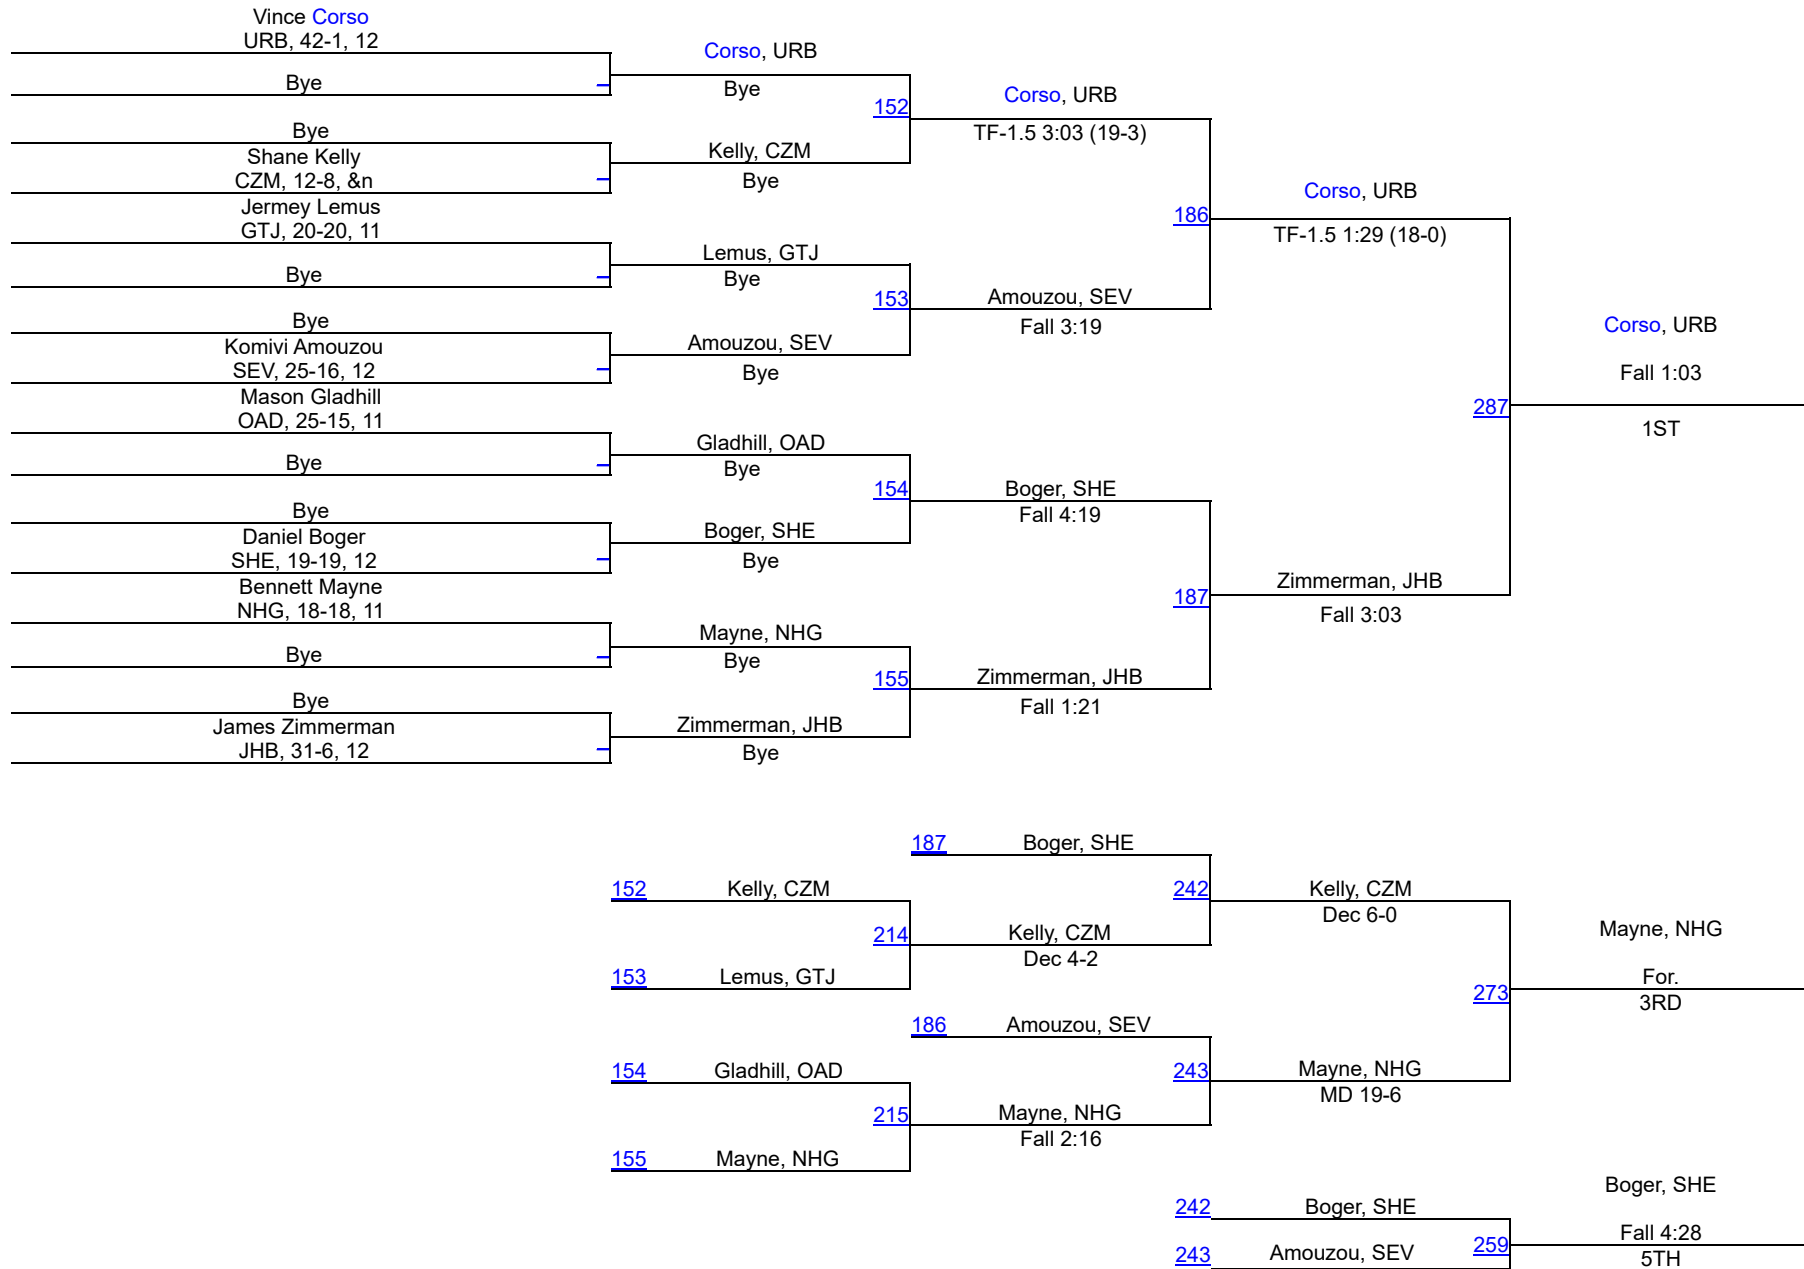 Vince Corso
URB, 42-1, 12
Bye
Bye
Shane Kelly
CZM, 12-8, &n
Jermey Lemus
GTJ, 20-20, 11
Bye
Bye
Komivi Amouzou
SEV, 25-16, 12
Mason Gladhill
OAD, 25-15, 11
Bye
Bye
Daniel Boger
SHE, 19-19, 12
Bennett Mayne
NHG, 18-18, 11
Bye
Bye
James Zimmerman
JHB, 31-6, 12
Corso, URB
Bye
152
Kelly, CZM
Bye
Lemus, GTJ
Bye
153
Amouzou, SEV
Bye
Gladhill, OAD
Bye
154
Boger, SHE
Bye
Mayne, NHG
Bye
155
Zimmerman, JHB
Bye
Corso, URB
TF-1.5 3:03 (19-3)
186
Amouzou, SEV
Fall 3:19
Boger, SHE
Fall 4:19
187
Zimmerman, JHB
Fall 1:21
Corso, URB
TF-1.5 1:29 (18-0)
287
Zimmerman, JHB
Fall 3:03
Corso, URB
Fall 1:03
1ST
152 Kelly, CZM
214
153 Lemus, GTJ
154 Gladhill, OAD
215
155 Mayne, NHG
187 Boger, SHE
242
Kelly, CZM
Dec 4-2
186 Amouzou, SEV
243
Mayne, NHG
Fall 2:16
Kelly, CZM
Dec 6-0
273
Mayne, NHG
MD 19-6
Mayne, NHG
For.
3RD
242 Boger, SHE
243 Amouzou, SEV
259
Boger, SHE
Fall 4:28
5TH